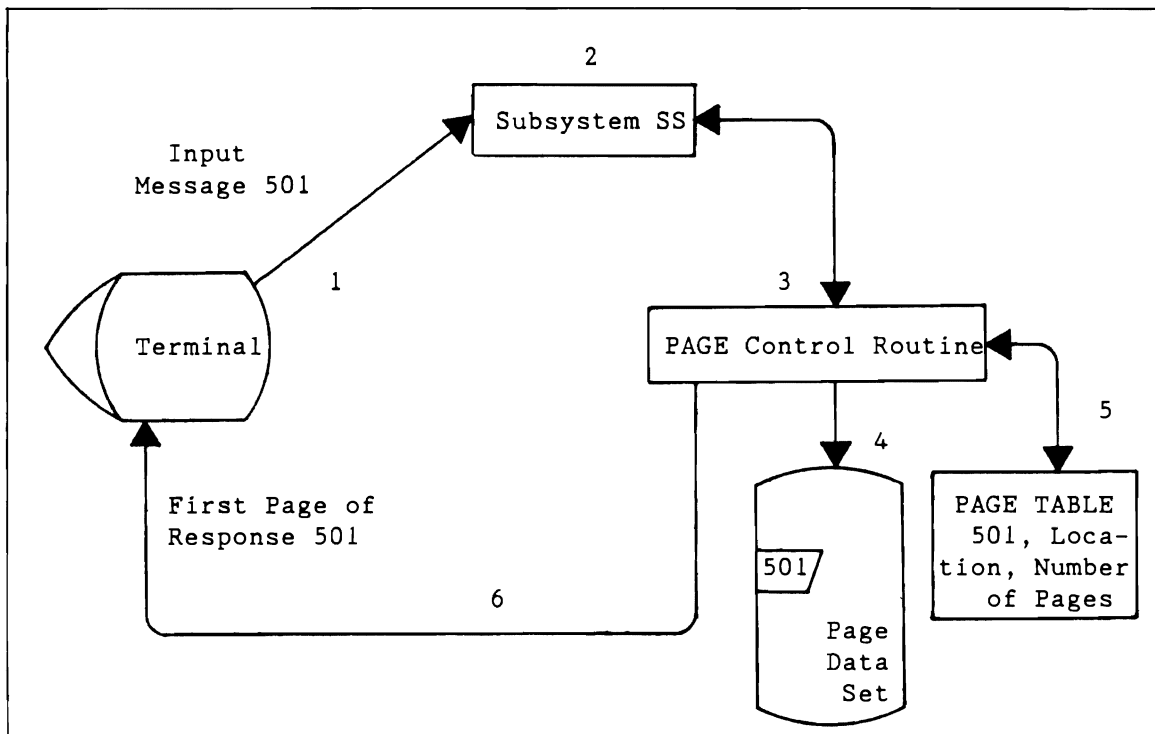 2
Subsystem SS
Input
Message 501
1
3
Terminal
PAGE Control Routine
5
4
First Page of
Response 501
PAGE TABLE
501, Loca-
tion, Number
of Pages
501
6
Page
Data
Set